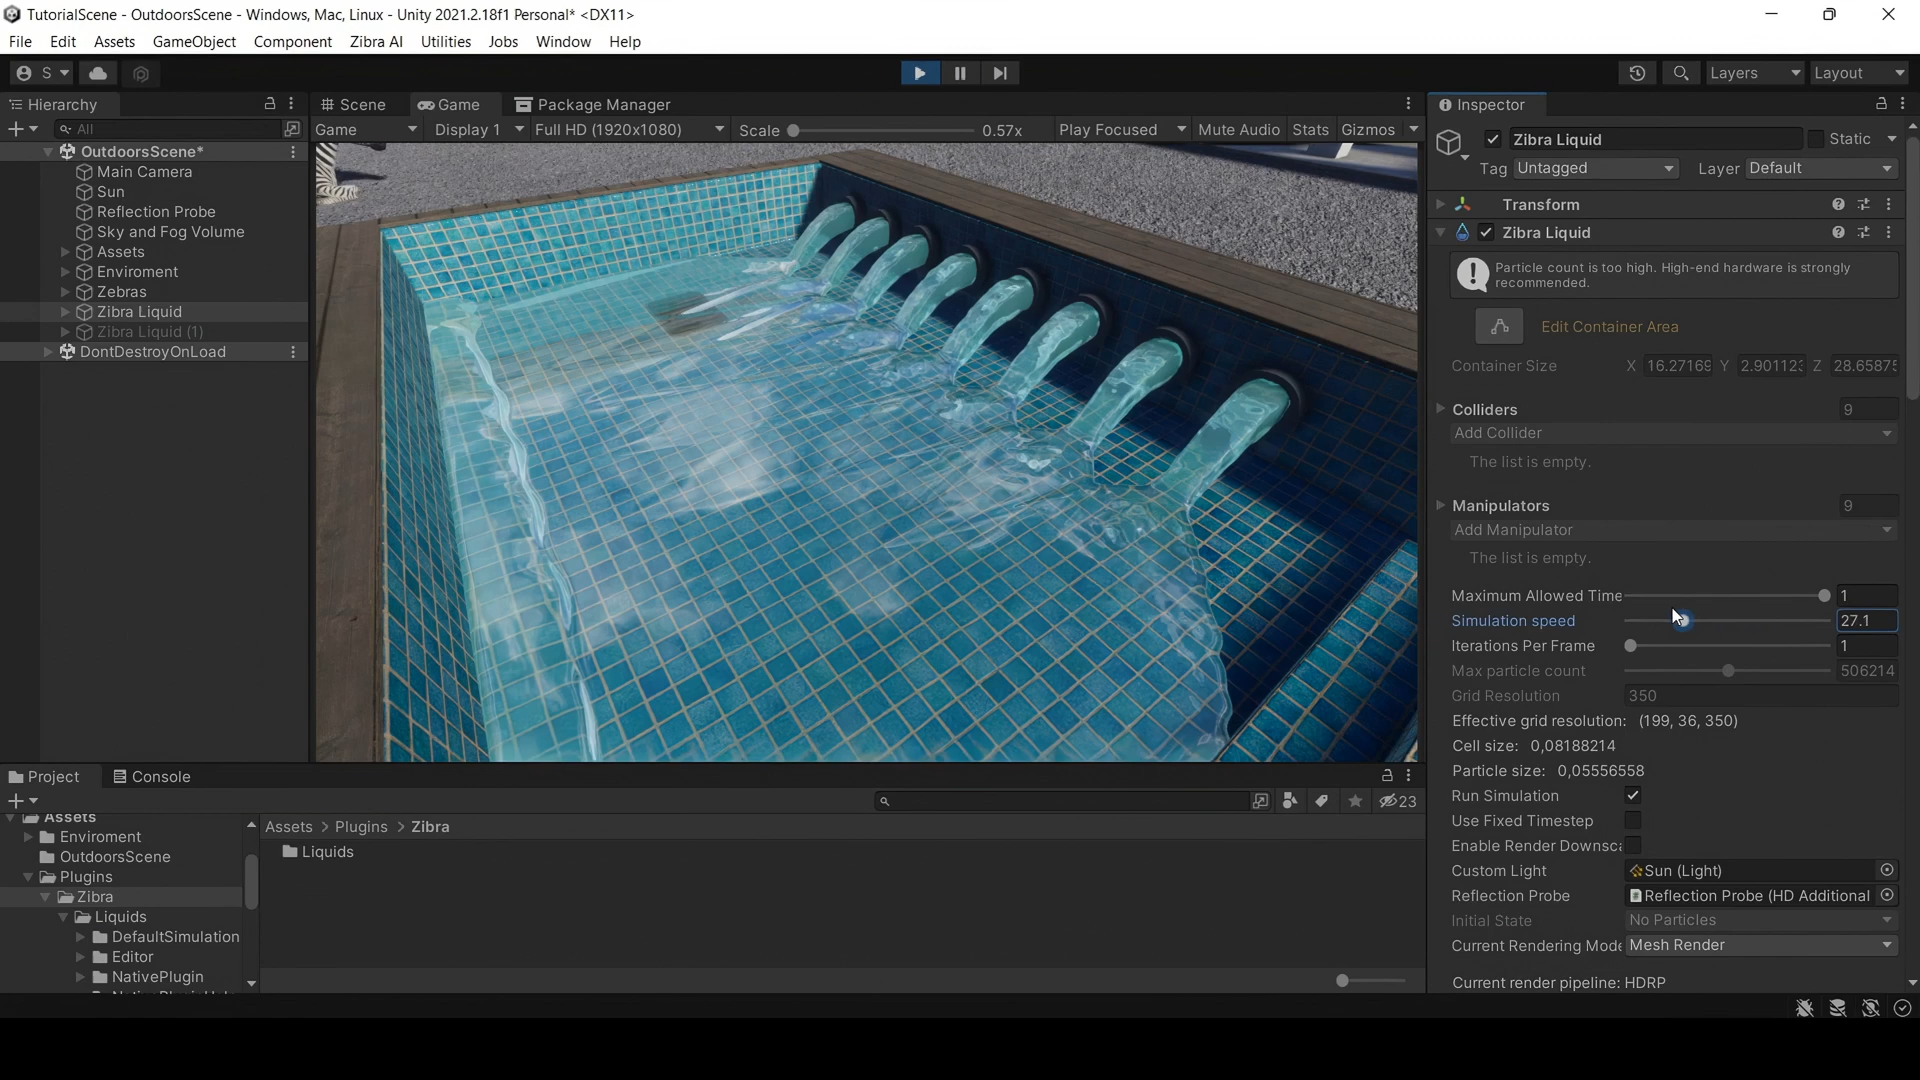 TutorialScene - OutdoorsScene - Windows, Mac, Linux - Unity 2021.2.18f1 Personal* <DX11>
File Edit Assets GameObject Component Zibra AI Utilities Jobs Window Help
S Layers Layout
Hierarchy
All
OutdoorsScene*
Main Camera
Sun
Reflection Probe
Sky and Fog Volume
Assets
Enviroment
Zebras
Zibra Liquid
Zibra Liquid (1)
DontDestroyOnLoad
Scene Game Package Manager
Game Display 1 Full HD (1920x1080) Scale 0.57x Play Focused Mute Audio Stats Gizmos
Inspector
Zibra Liquid Static
Tag Untagged Layer Default
Transform
Zibra Liquid
Particle count is too high. High-end hardware is strongly
recommended.
Edit Container Area
Container Size X 16.27169 Y 2.901123 Z 28.65875
Colliders 9
Add Collider
The list is empty.
Manipulators 9
Add Manipulator
The list is empty.
Maximum Allowed Time 1
Simulation speed 27.1
Iterations Per Frame 1
Max particle count 506214
Grid Resolution 350
Effective grid resolution: (199, 36, 350)
Cell size: 0,08188214
Particle size: 0,05556558
Run Simulation
Use Fixed Timestep
Enable Render Downsca
Custom Light Sun (Light)
Reflection Probe Reflection Probe (HD Additional
Initial State No Particles
Current Rendering Mode Mesh Render
Current render pipeline: HDRP
Project Console
23
Assets
Enviroment
OutdoorsScene
Plugins
Zibra
Liquids
DefaultSimulation
Editor
NativePlugin
Assets > Plugins > Zibra
Liquids